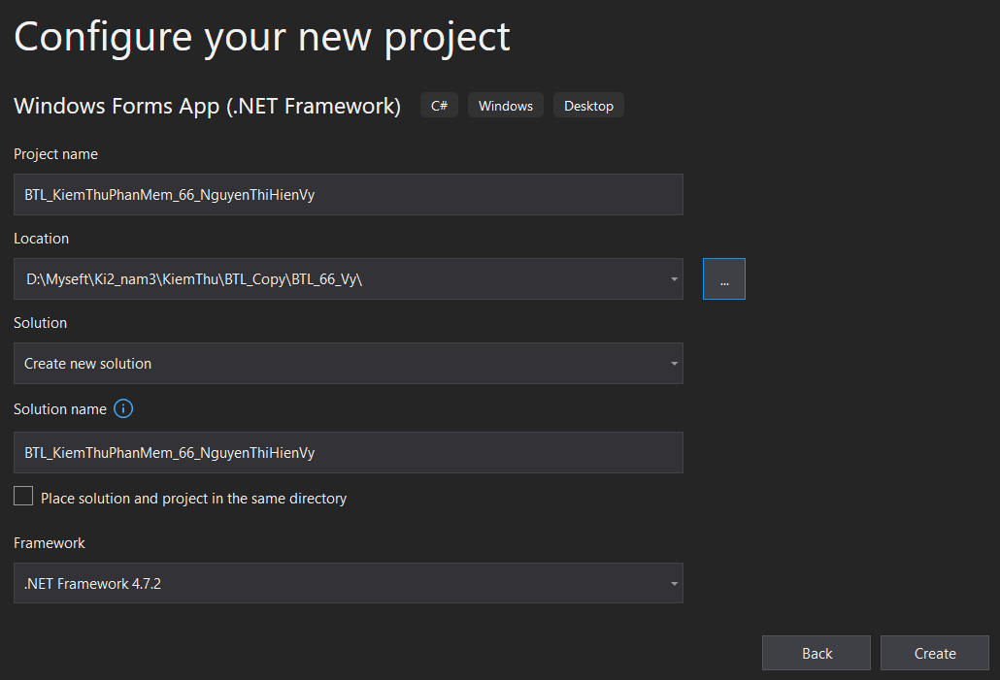 Configure your new project
Windows Forms App (.NET Framework) C# Windows Desktop
Project name
BTL_KiemThuPhanMem_66_NguyenThiHienVy
Location
D:\Myseft\Ki2_nam3\KiemThu\BTL_Copy\BTL_66_Vy\
...
Solution
Create new solution
Solution name
BTL_KiemThuPhanMem_66_NguyenThiHienVy
Place solution and project in the same directory
Framework
.NET Framework 4.7.2
Back Create